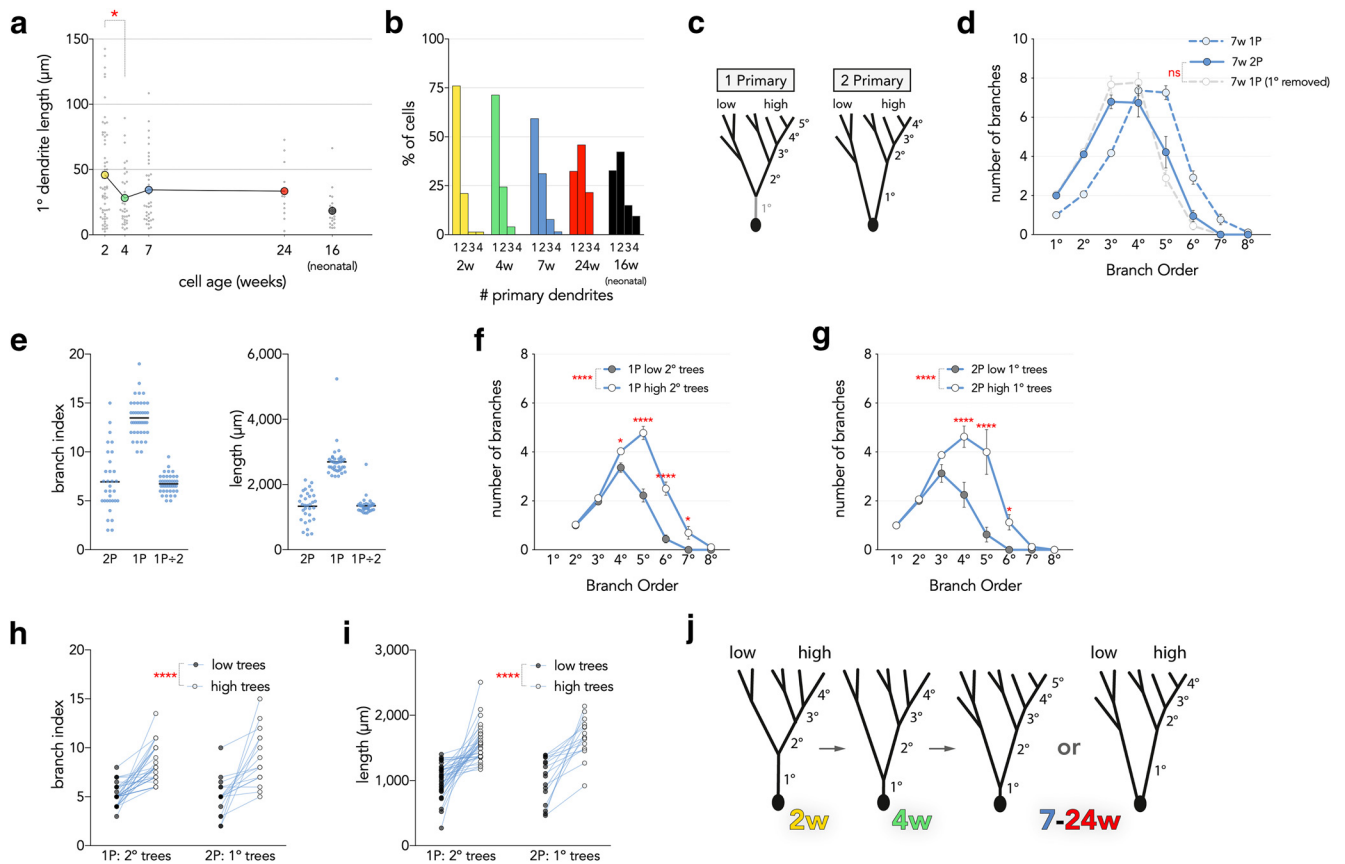 a
*
1° dendrite length (µm)
150
100
50
0
2 4 7 24 16
(neonatal)
cell age (weeks)
b
% of cells
100
75
50
25
0
1234 1234 1234 1234 1234
2w 4w 7w 24w 16w
(neonatal)
# primary dendrites
c
1 Primary
low high
5°
4°
3°
2°
1°
2 Primary
low high
4°
3°
2°
1°
d
number of branches
10
8
6
4
2
0
7w 1P
7w 2P
ns
7w 1P (1° removed)
1° 2° 3° 4° 5° 6° 7° 8°
Branch Order
e
branch index
20
15
10
5
0
2P 1P 1P÷2
length (µm)
6,000
4,000
2,000
0
2P 1P 1P÷2
f
number of branches
8
6
4
2
0
1P low 2° trees
****
1P high 2° trees
* **** **** *
1° 2° 3° 4° 5° 6° 7° 8°
Branch Order
g
number of branches
8
6
4
2
0
2P low 1° trees
****
2P high 1° trees
**** **** *
1° 2° 3° 4° 5° 6° 7° 8°
Branch Order
h
branch index
20
15
10
5
0
low trees
****
high trees
1P: 2° trees 2P: 1° trees
i
length (µm)
3,000
2,000
1,000
0
low trees
****
high trees
1P: 2° trees 2P: 1° trees
j
low high
4°
3°
2°
1°
2w
4°
3°
2°
1°
4w
5°
4°
3°
2°
1°
or
low high
4°
3°
2°
1°
7-24w